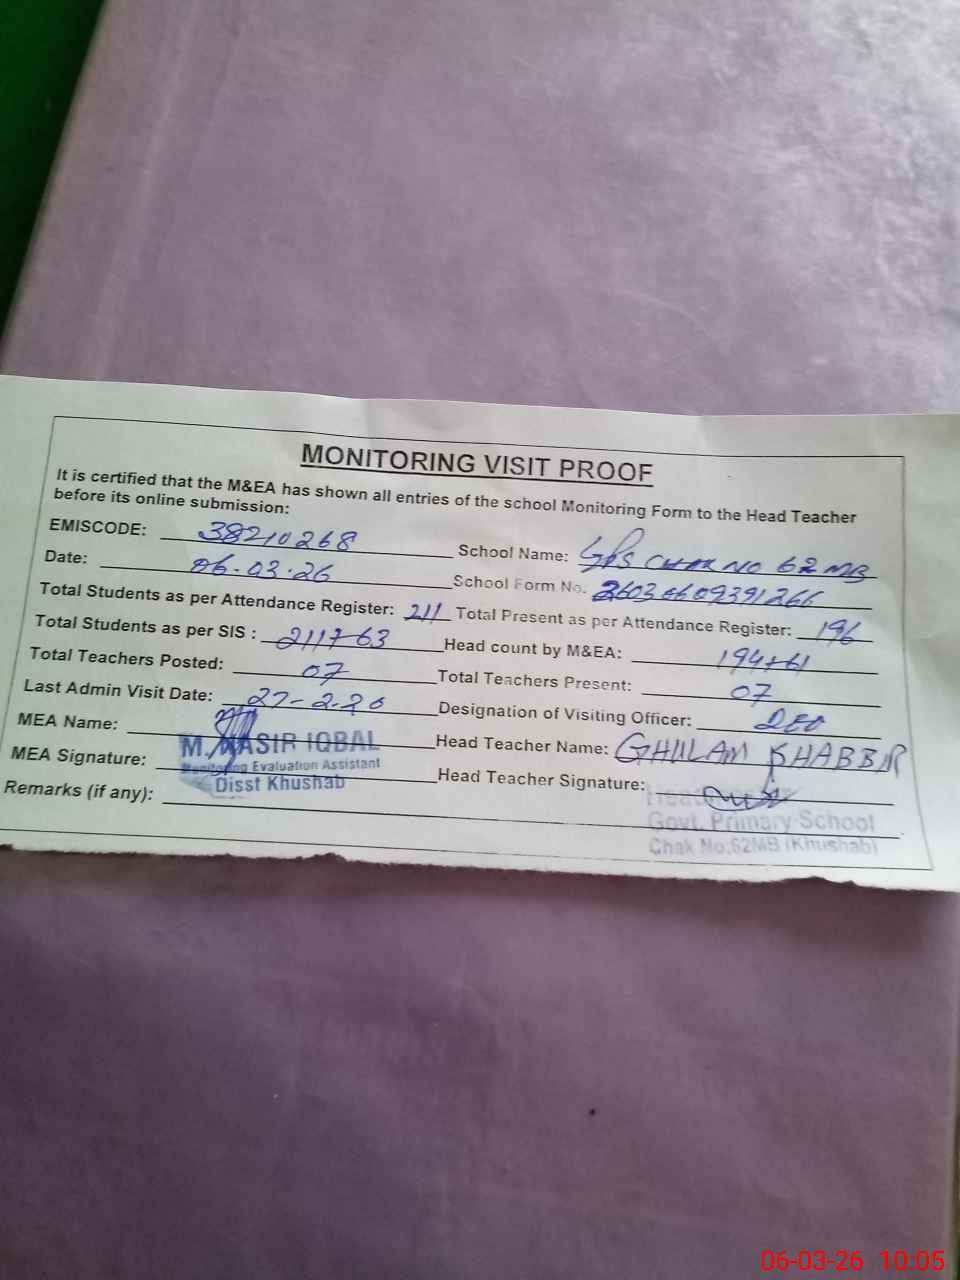 MONITORING VISIT PROOF
It is certified that the M&EA has shown all entries of the school Monitoring Form to the Head Teacher
before its online submission:
EMISCODE: 38210268 School Name: GPS CHAK NO 62 MB
Date: 06.03.26 School Form No. 2603060939126
Total Students as per Attendance Register: 211 Total Present as per Attendance Register: 196
Total Students as per SIS : 211+63 Head count by M&EA: 194+61
Total Teachers Posted: 07 Total Teachers Present: 07
Last Admin Visit Date: 27-2-26 Designation of Visiting Officer: DEO
MEA Name: M. NASIR IQBAL Head Teacher Name: GHULAM SHABBIR
MEA Signature: Monitoring Evaluation Assistant Head Teacher Signature:
Disst Khushab
Remarks (if any):
Govt. Primary School
Chak No;62MB (Khushab)
06-03-26 10:05